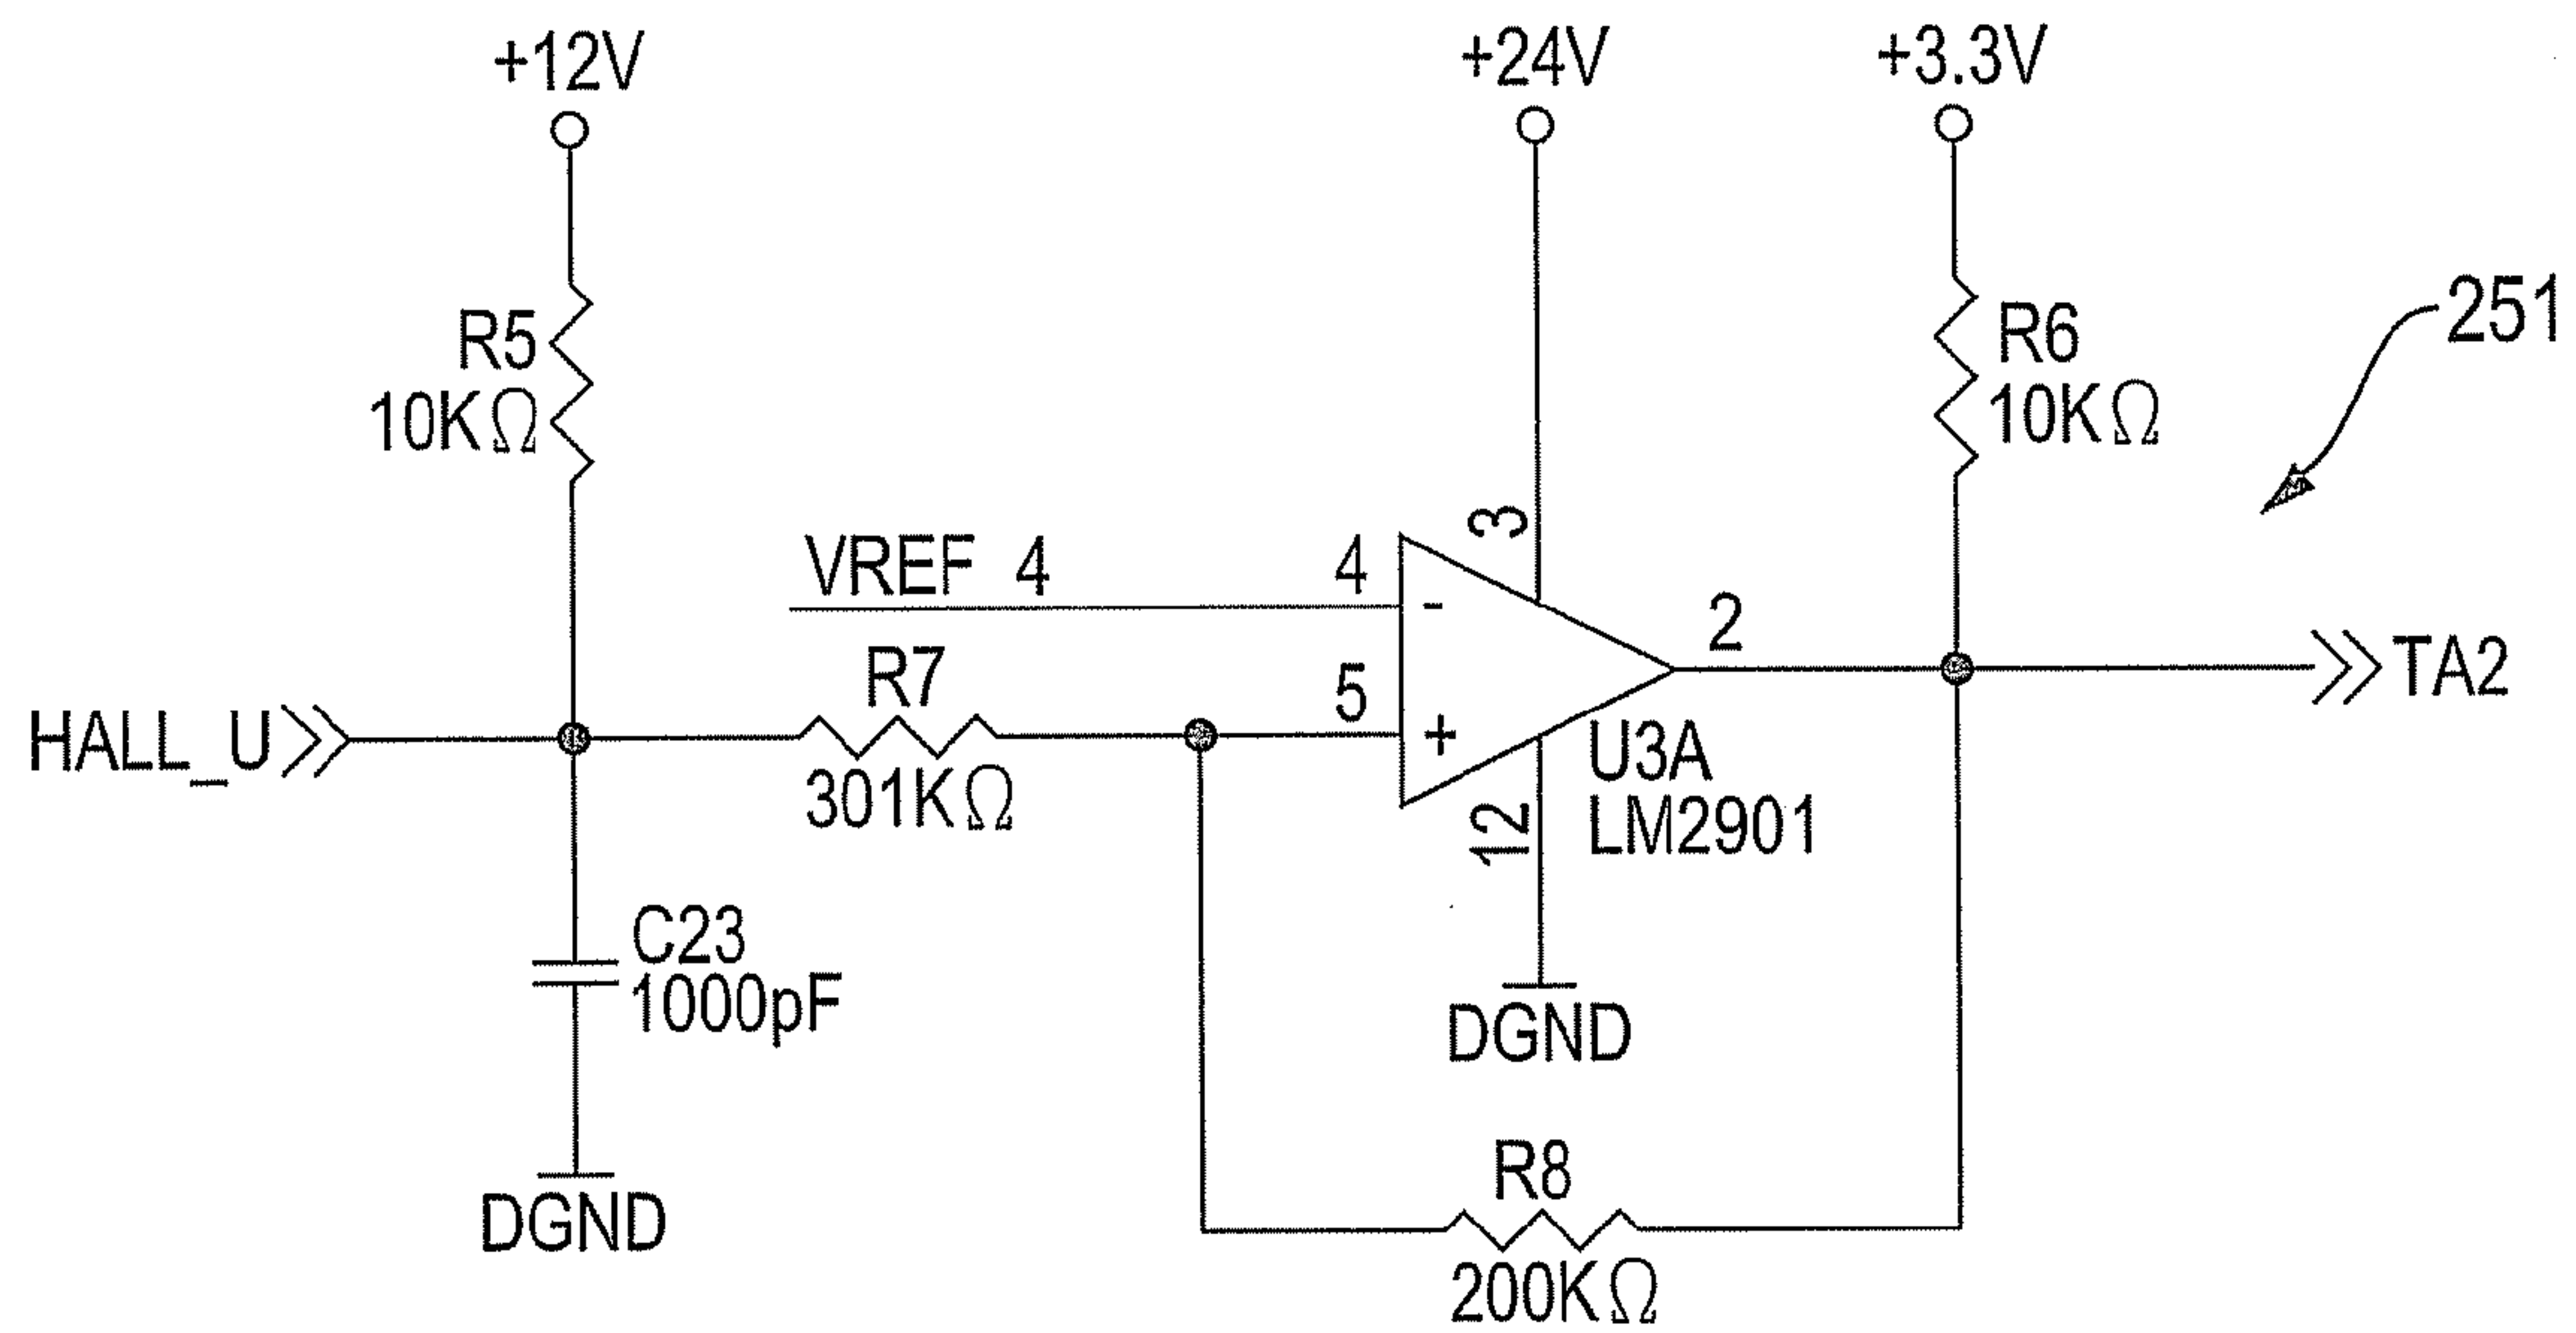 +12V
+24V
+3.3V
R5
10KΩ
R6
10KΩ
251
VREF 4
4
3
-
R7
301KΩ
5
+
2
TA2
HALL_U
U3A
LM2901
12
DGND
C23
1000pF
DGND
R8
200KΩ